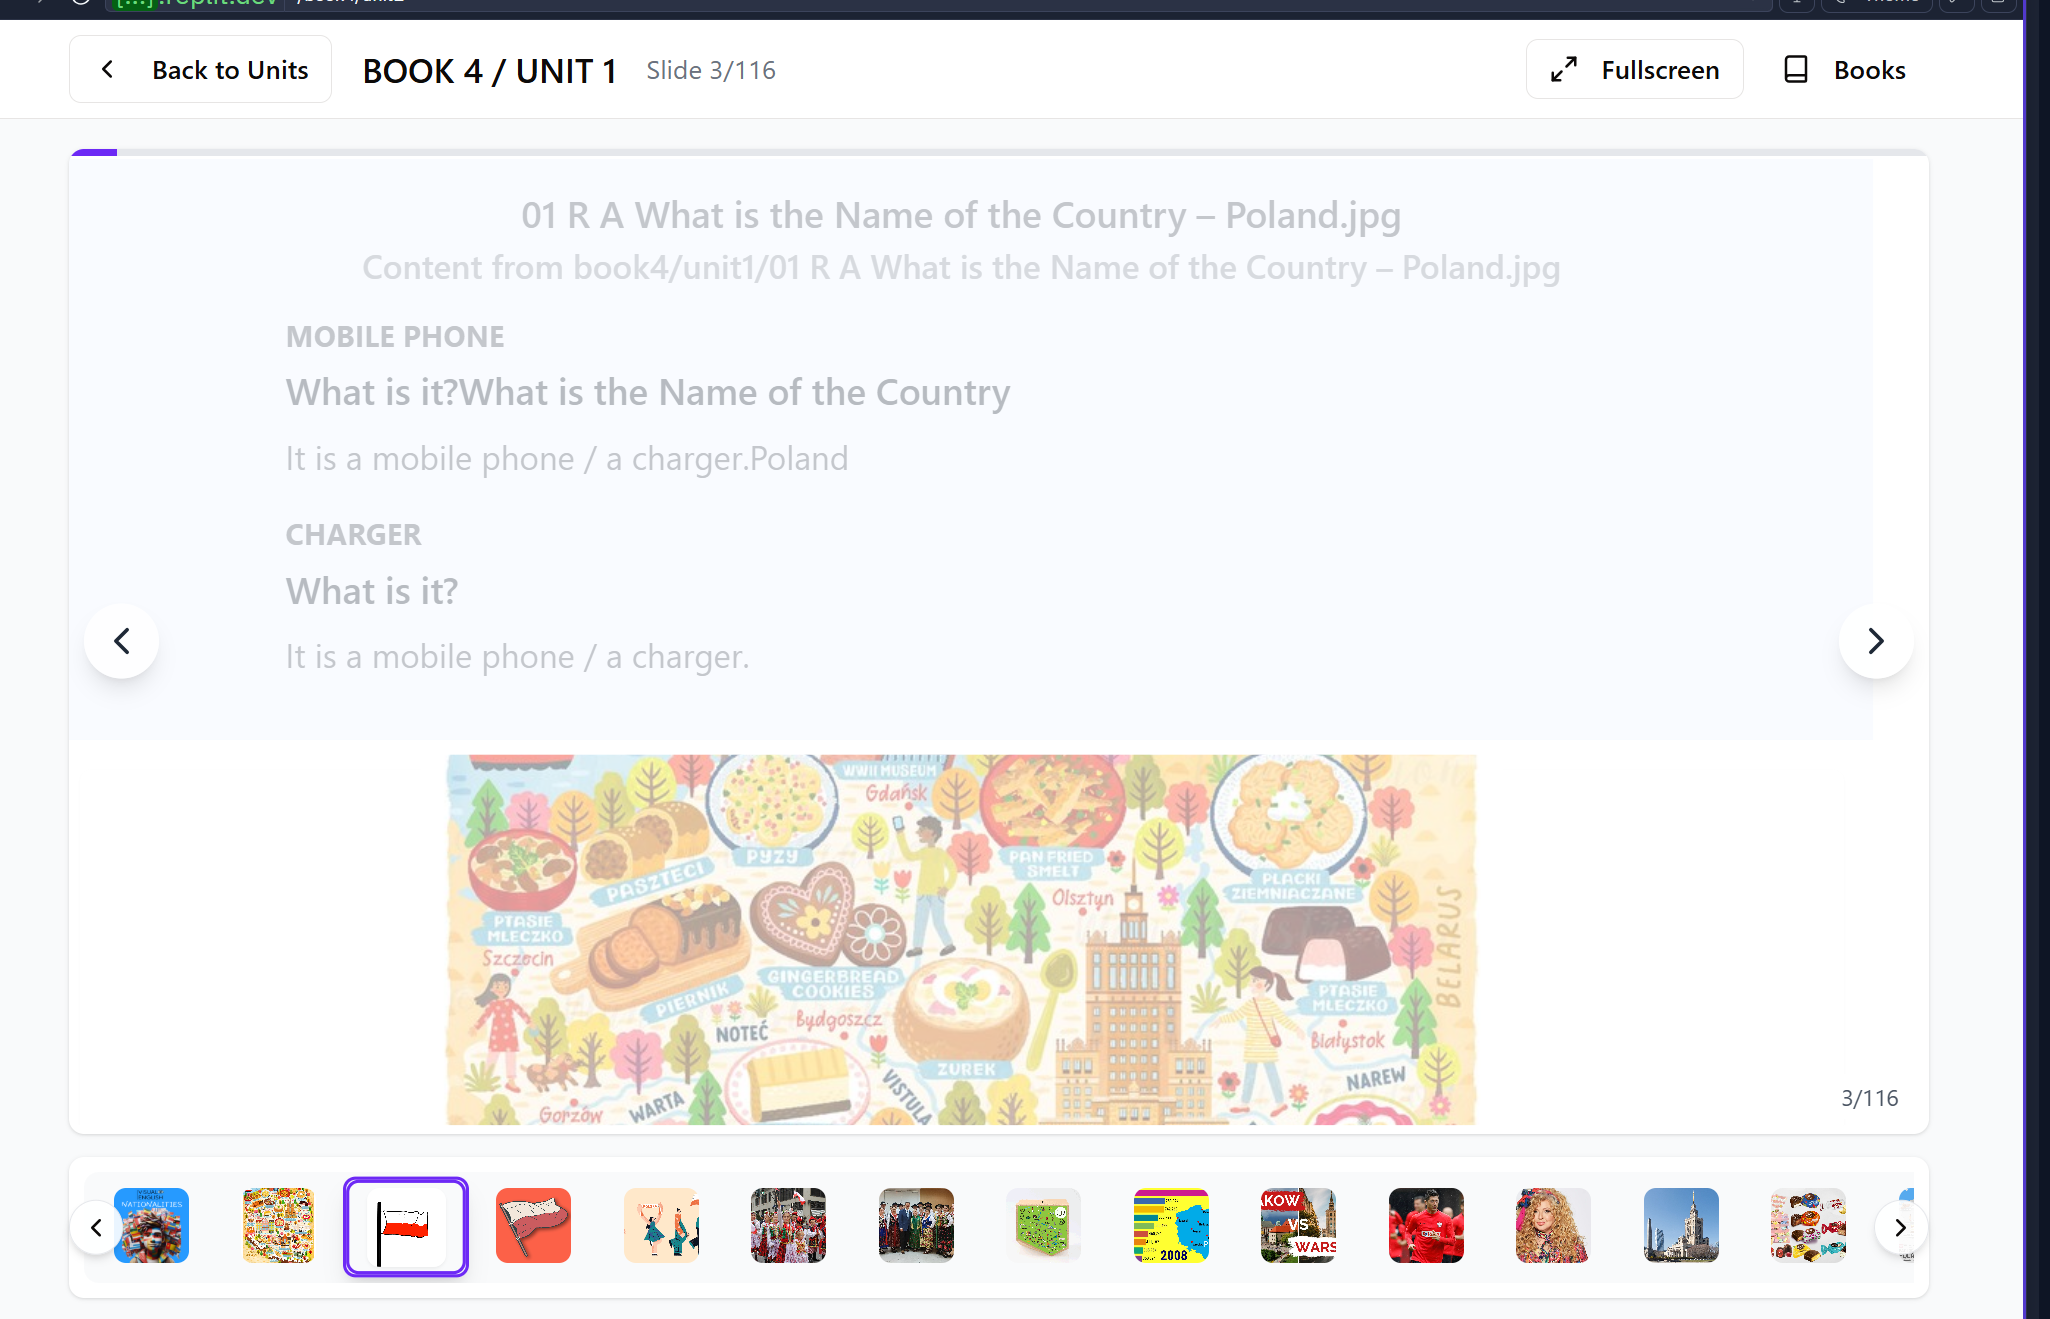 Back to Units
BOOK 4 / UNIT 1
Slide 3/116
Fullscreen
Books
01 R A What is the Name of the Country – Poland.jpg
Content from book4/unit1/01 R A What is the Name of the Country – Poland.jpg
MOBILE PHONE
What is it?What is the Name of the Country
It is a mobile phone / a charger.Poland
CHARGER
What is it?
It is a mobile phone / a charger.
WWII MUSEUM
Gdańsk
PYZY
PAN FRIED
SMELT
PASZTECI
PLACKI
ZIEMNIACZANE
Olsztyn
BELARUS
PTASIE
MLECZKO
Szczecin
GINGERBREAD
COOKIES
PIERNIK
PTASIE
MLECZKO
Bydgoszcz
NOTEĆ
Białystok
ZUREK
NAREW
VISTULA
WARTA
Gorzów
3/116
VISUAL
ENGLISH
NATIONALITIES
2008
KOW
VS
WARS